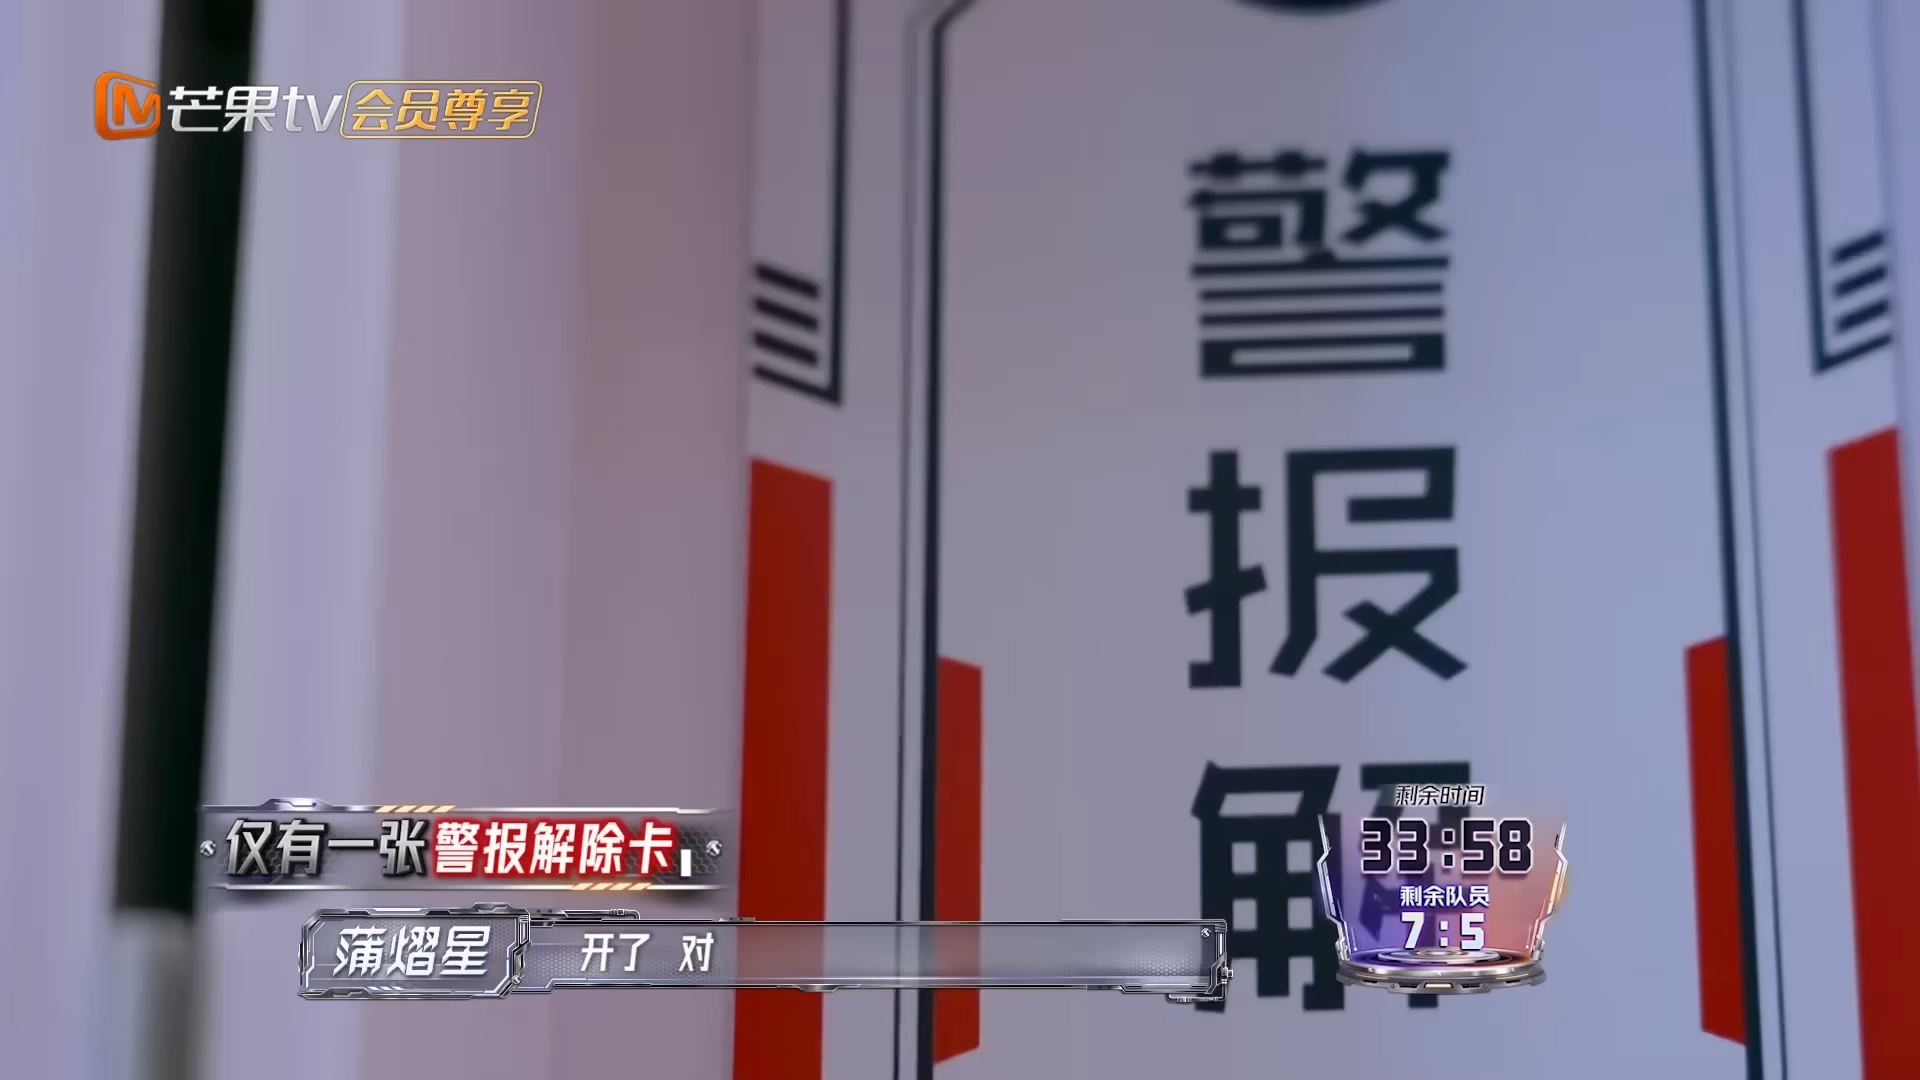 芒果tv会员尊享
警
报
解
仅有一张警报解除卡
剩余时间
33:58
剩余队员
7:5
蒲熠星
开了 对